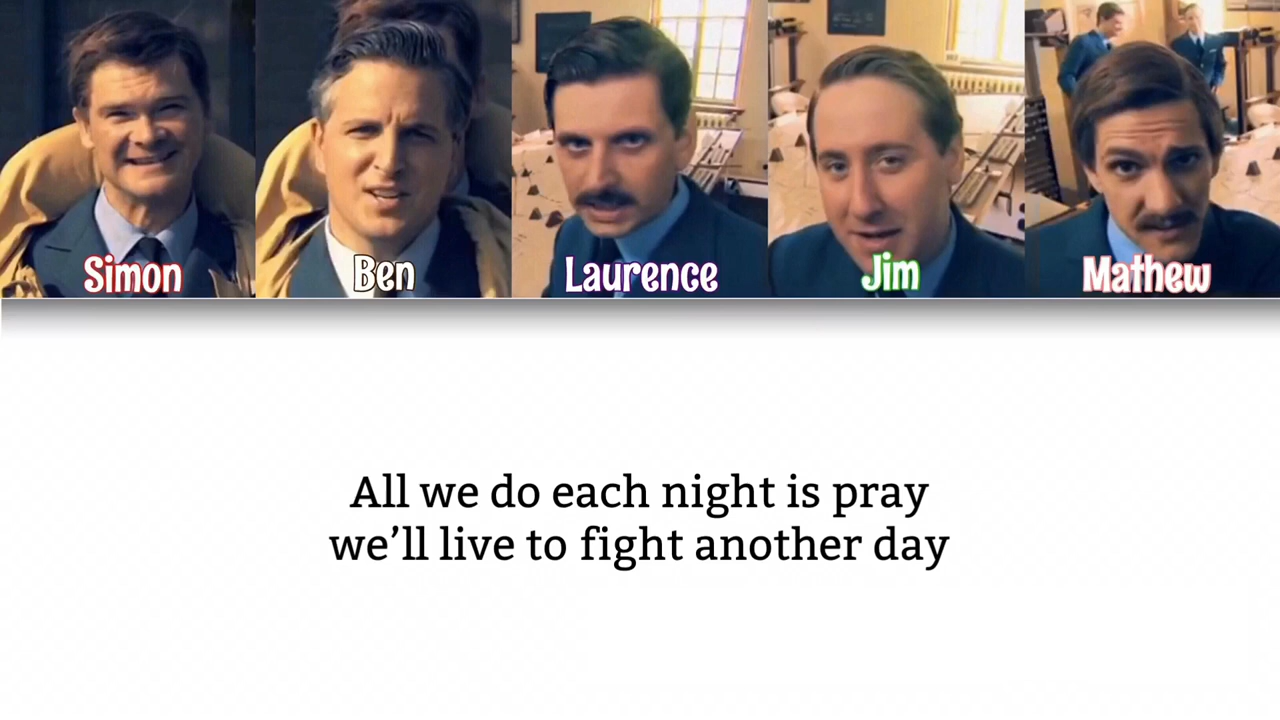 Simon
Ben
Laurence
Jim
Mathew
All we do each night is pray
we'll live to fight another day